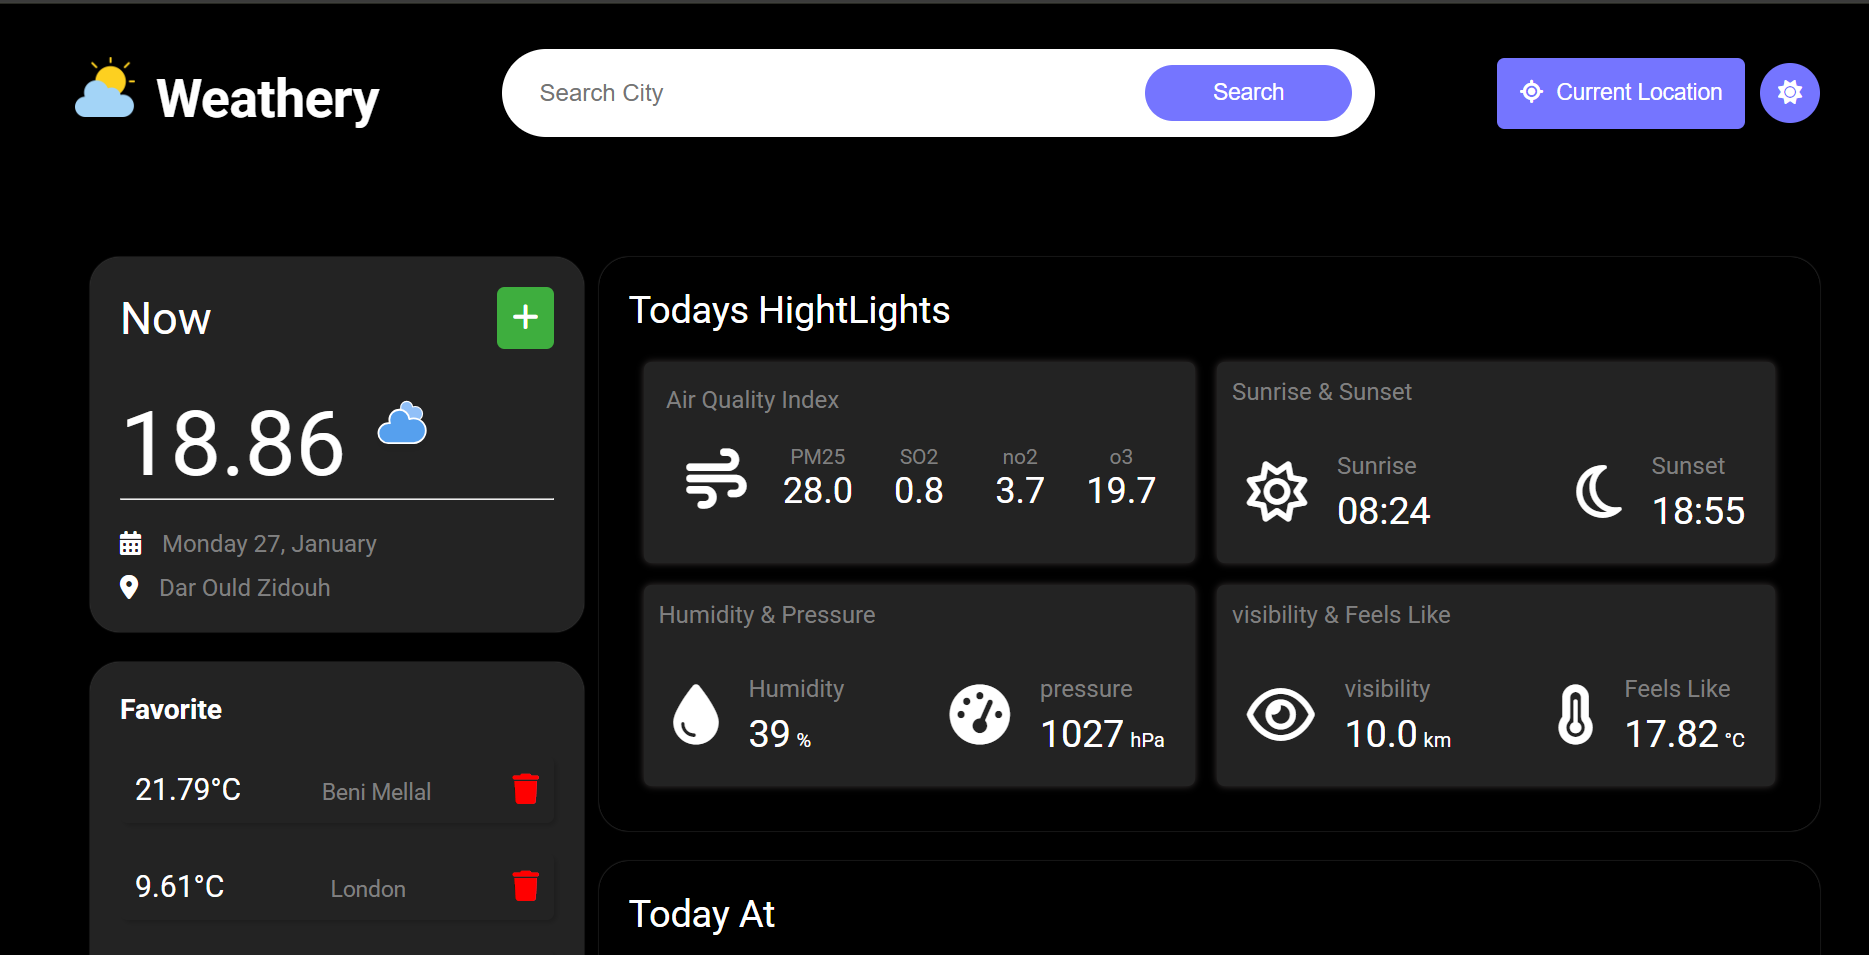 Weathery
Search City
Search
Current Location
Now
18.86
Monday 27, January
Dar Ould Zidouh
Favorite
21.79°C Beni Mellal
9.61°C London
Todays HightLights
Air Quality Index
PM25 SO2 no2 o3
28.0 0.8 3.7 19.7
Sunrise & Sunset
Sunrise Sunset
08:24 18:55
Humidity & Pressure
Humidity pressure
39 % 1027 hPa
visibility & Feels Like
visibility Feels Like
10.0 km 17.82 °C
Today At